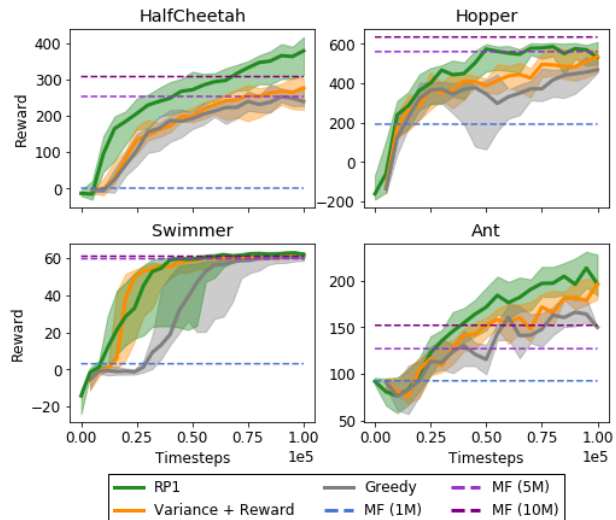 HalfCheetah
Hopper
400
300
200
100
0
Reward
600
400
200
0
−200
Swimmer
Ant
60
40
20
0
−20
Reward
200
150
100
50
0.00 0.25 0.50 0.75 1.00
Timesteps 1e5
0.00 0.25 0.50 0.75 1.00
Timesteps 1e5
RP1 Greedy MF (5M)
Variance + Reward MF (1M) MF (10M)